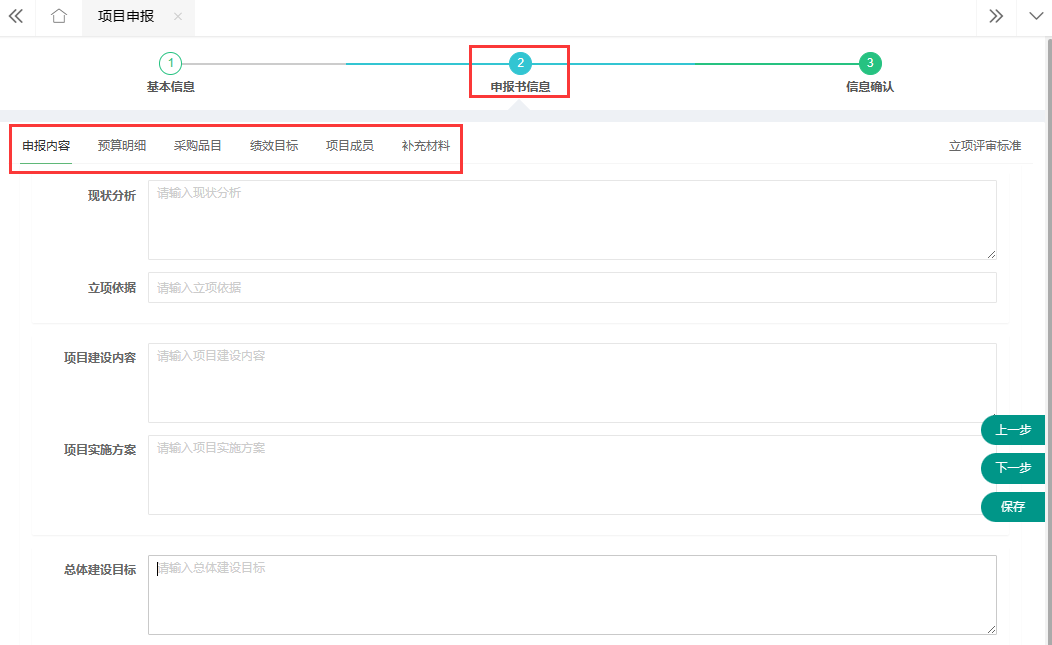 项目申报
1 2 3
基本信息 申报书信息 信息确认
申报内容 预算明细 采购品目 绩效目标 项目成员 补充材料 立项评审标准
现状分析 请输入现状分析
立项依据 请输入立项依据
项目建设内容 请输入项目建设内容
上一步
项目实施方案 请输入项目实施方案
下一步
保存
总体建设目标 请输入总体建设目标